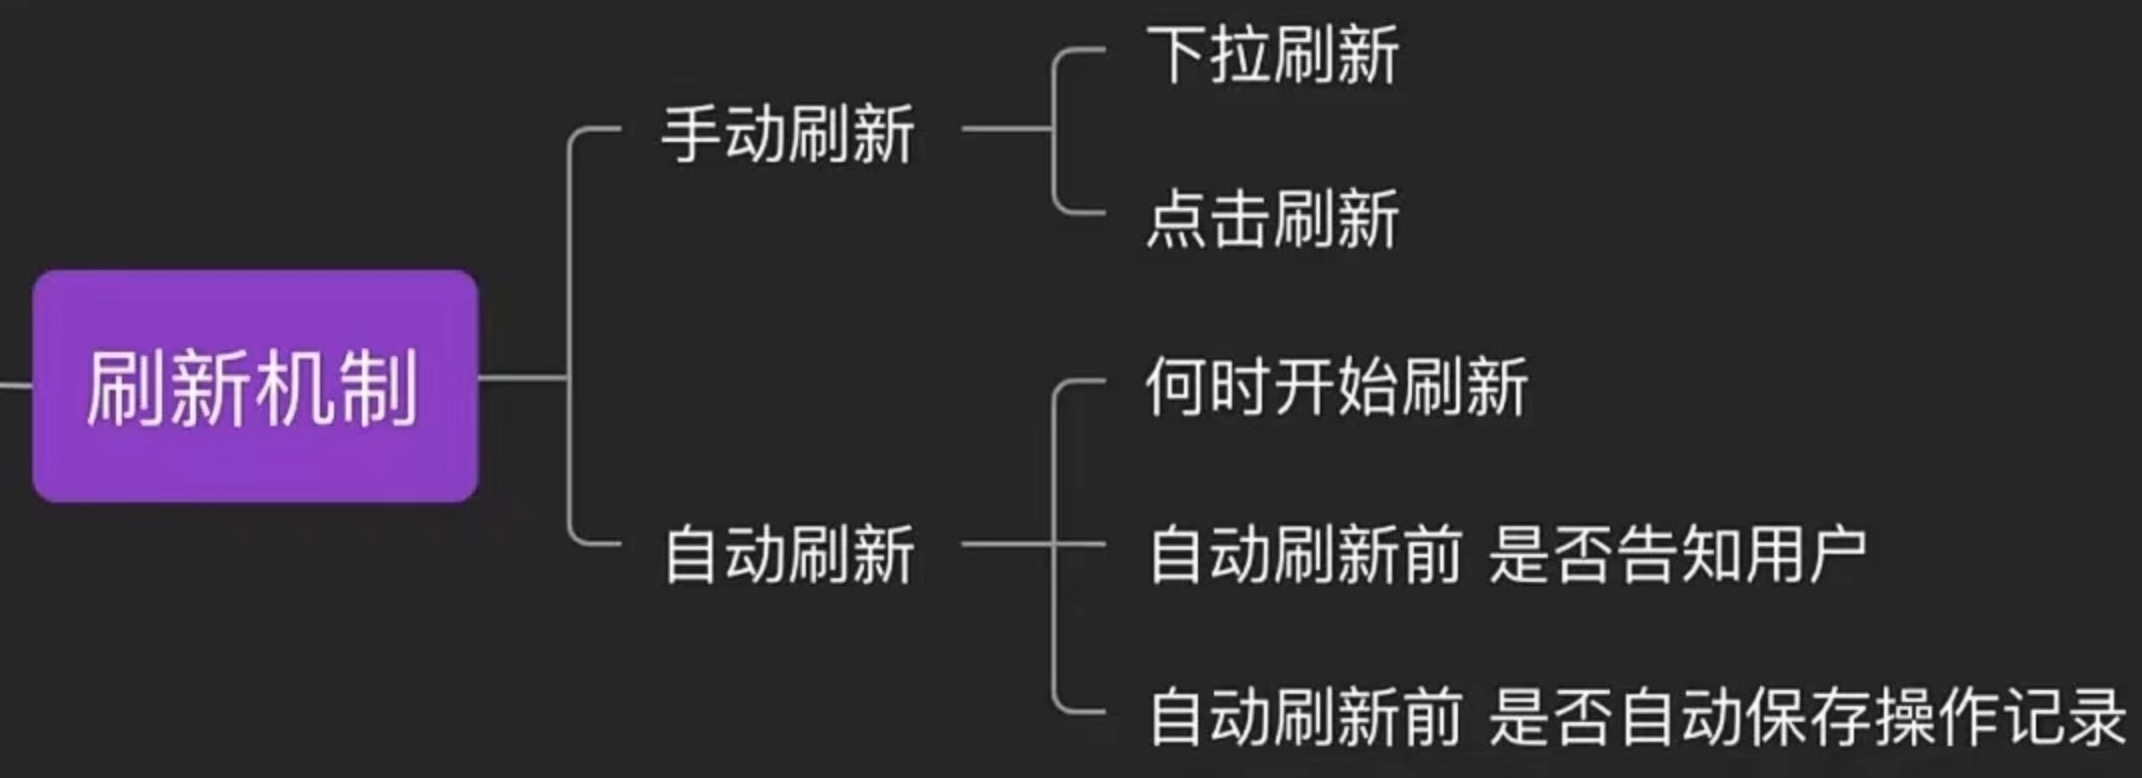 刷新机制
手动刷新
下拉刷新
点击刷新
自动刷新
何时开始刷新
自动刷新前 是否告知用户
自动刷新前 是否自动保存操作记录